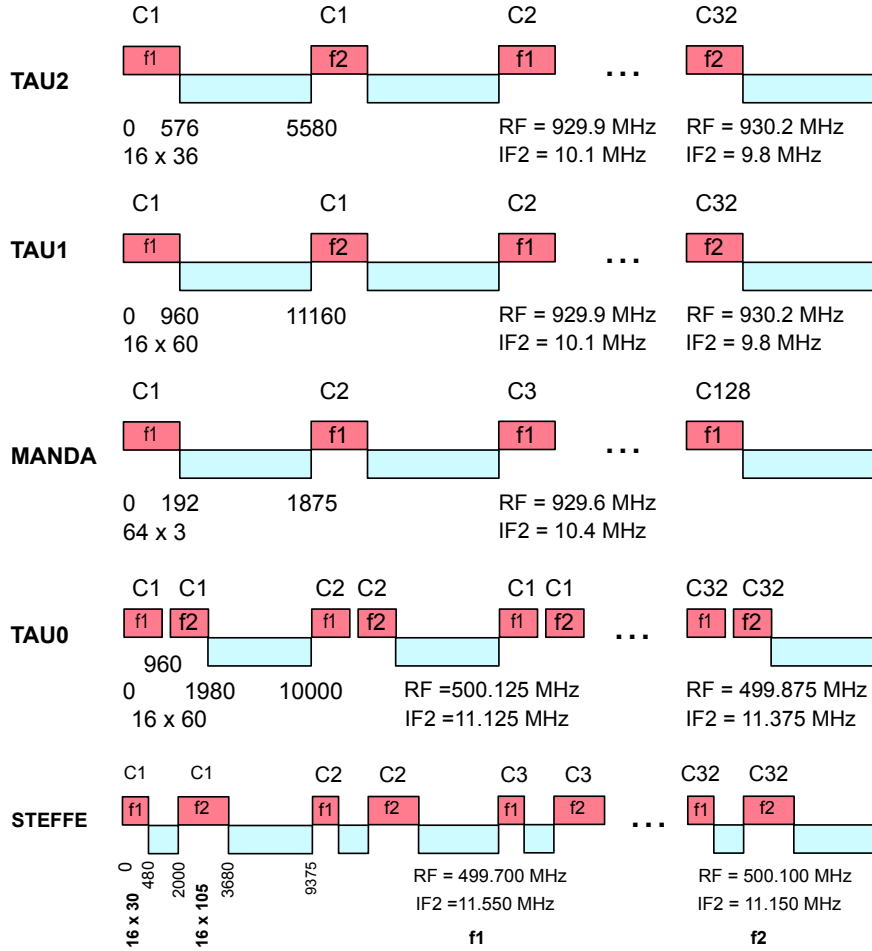 C1 C1 C2 C32
f1 f2 f1 f2
TAU2 ...
0 576 5580 RF = 929.9 MHz RF = 930.2 MHz
16 x 36 IF2 = 10.1 MHz IF2 = 9.8 MHz
C1 C1 C2 C32
f1 f2 f1 f2
TAU1 ...
0 960 11160 RF = 929.9 MHz RF = 930.2 MHz
16 x 60 IF2 = 10.1 MHz IF2 = 9.8 MHz
C1 C2 C3 C128
f1 f1 f1 f1
MANDA ...
0 192 1875 RF = 929.6 MHz
64 x 3 IF2 = 10.4 MHz
C1 C1 C2 C2 C1 C1 C32 C32
f1 f2 f1 f2 f1 f2 f1 f2
TAU0 ...
960
0 1980 10000 RF =500.125 MHz RF = 499.875 MHz
16 x 60 IF2 =11.125 MHz IF2 = 11.375 MHz
C1 C1 C2 C2 C3 C3 C32 C32
f1 f2 f1 f2 f1 f2 f1 f2
STEFFE ...
0 480 2000 3680 9375 RF = 499.700 MHz RF = 500.100 MHz
16 x 30 16 x 105 IF2 =11.550 MHz IF2 = 11.150 MHz
f1 f2